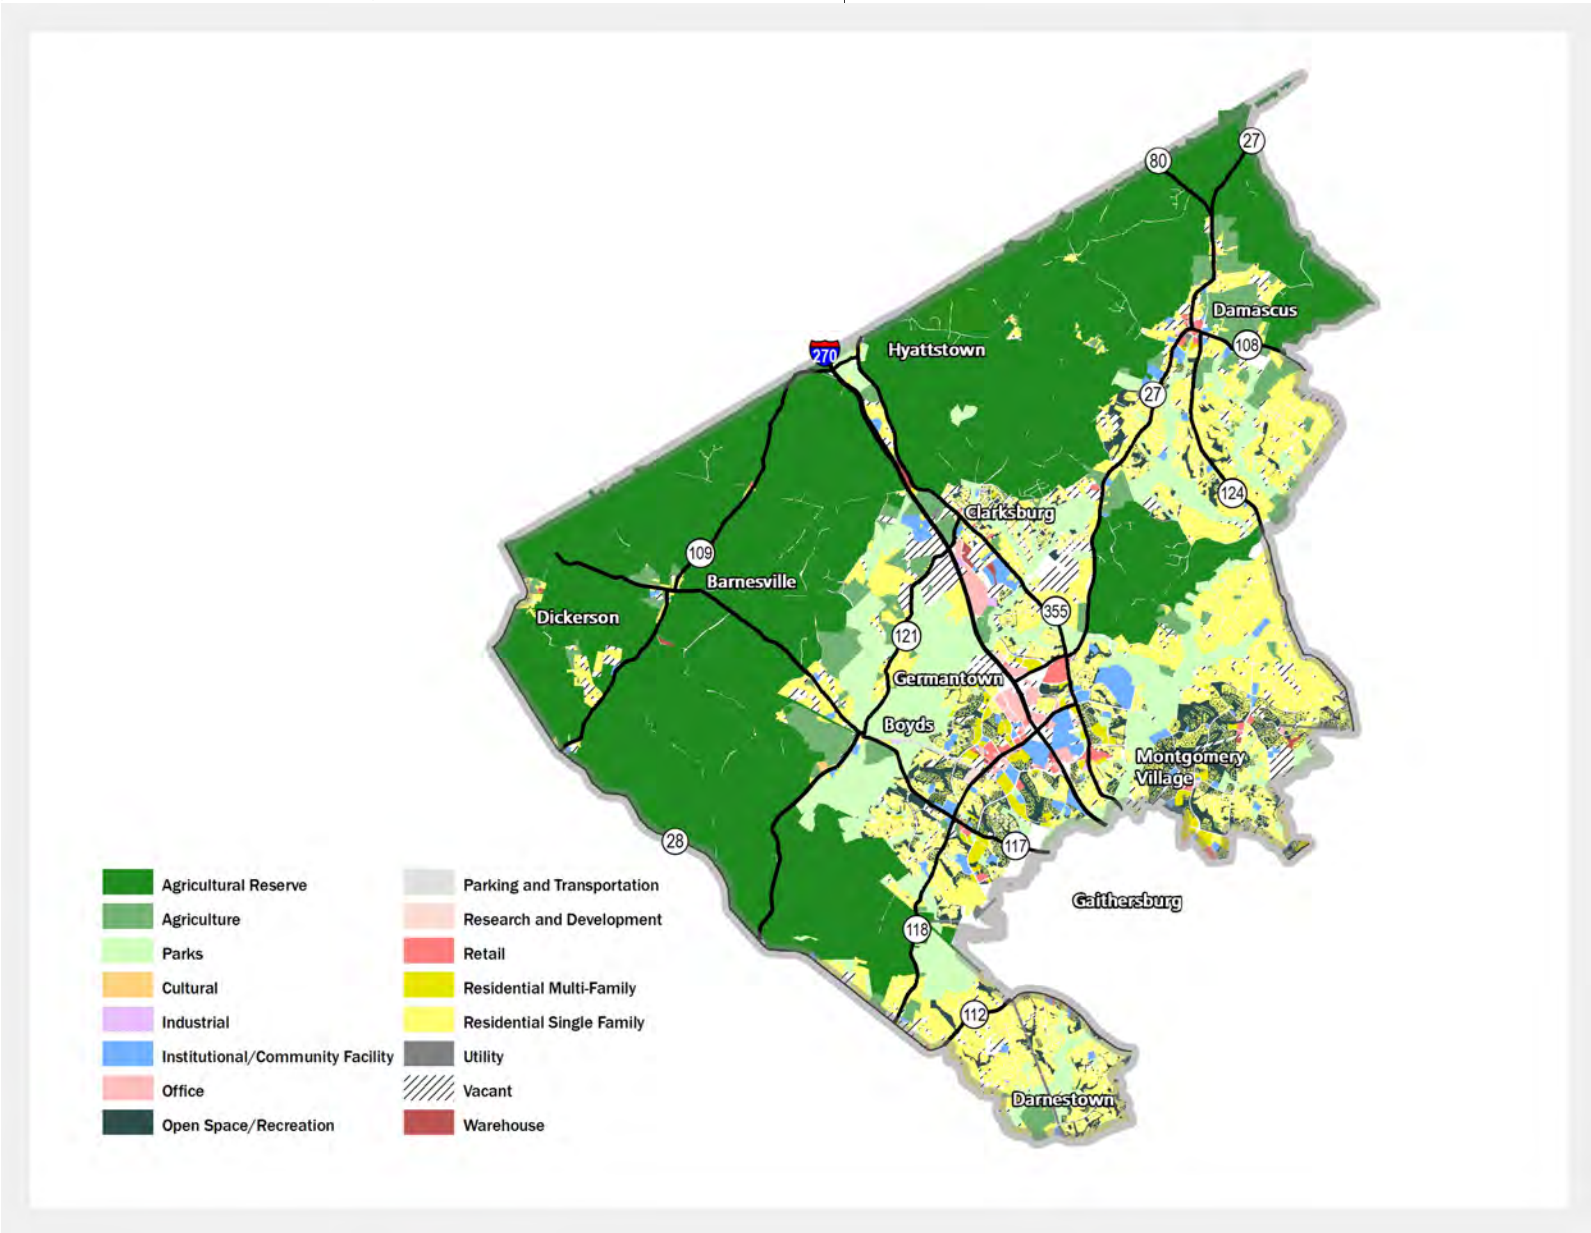 80
27
Damascus
270
Hyattstown
108
27
124
Clarksburg
109
Barnesville
Dickerson
355
121
Germantown
Boyds
Montgomery
Village
28
117
Gaithersburg
118
112
Darnestown
Agricultural Reserve
Agriculture
Parks
Cultural
Industrial
Institutional/Community Facility
Office
Open Space/Recreation
Parking and Transportation
Research and Development
Retail
Residential Multi-Family
Residential Single Family
Utility
Vacant
Warehouse